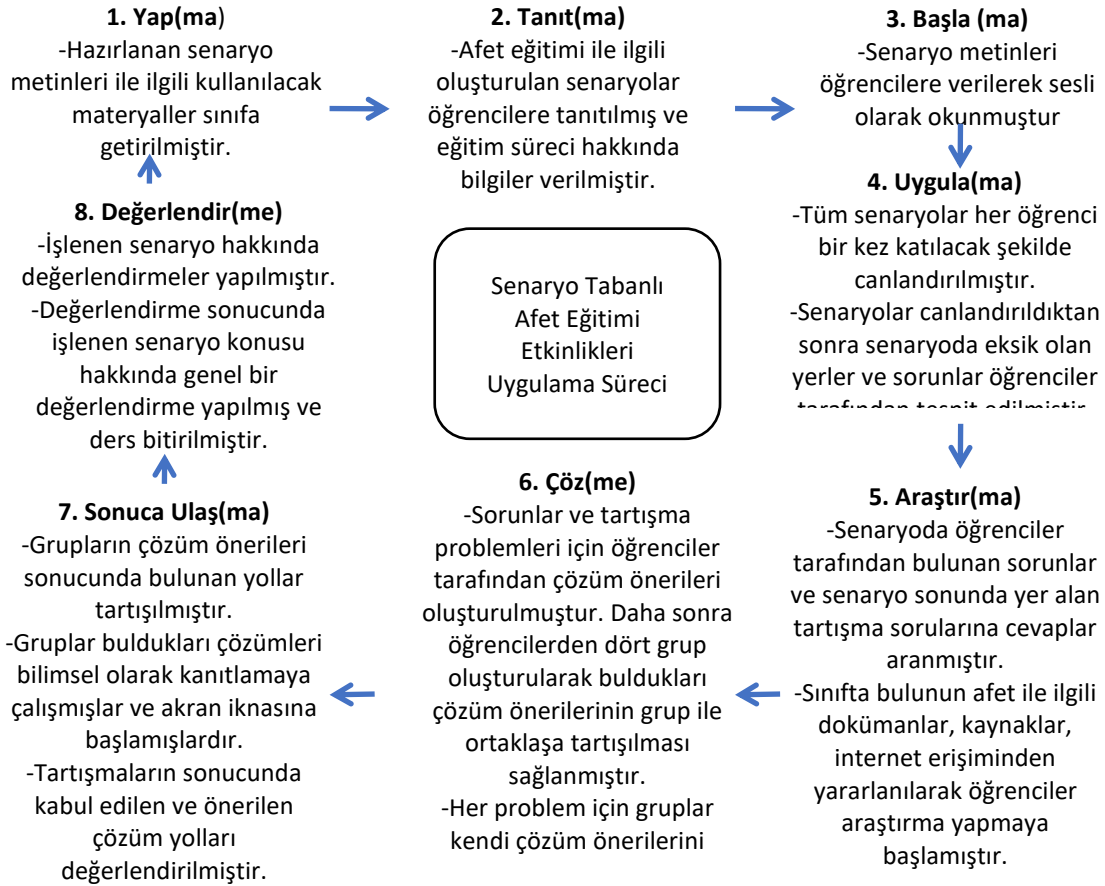 1. Yap(ma)
-Hazırlanan senaryo
metinleri ile ilgili kullanılacak
materyaller sınıfa
getirilmiştir.
2. Tanıt(ma)
-Afet eğitimi ile ilgili
oluşturulan senaryolar
öğrencilere tanıtılmış ve
eğitim süreci hakkında
bilgiler verilmiştir.
3. Başla (ma)
-Senaryo metinleri
öğrencilere verilerek sesli
olarak okunmuştur
4. Uygula(ma)
-Tüm senaryolar her öğrenci
bir kez katılacak şekilde
canlandırılmıştır.
-Senaryolar canlandırıldıktan
sonra senaryoda eksik olan
yerler ve sorunlar öğrenciler
tarafından tespit edilmiştir.
5. Araştır(ma)
-Senaryoda öğrenciler
tarafından bulunan sorunlar
ve senaryo sonunda yer alan
tartışma sorularına cevaplar
aranmıştır.
-Sınıfta bulunun afet ile ilgili
dokümanlar, kaynaklar,
internet erişiminden
yararlanılarak öğrenciler
araştırma yapmaya
başlamıştır.
6. Çöz(me)
-Sorunlar ve tartışma
problemleri için öğrenciler
tarafından çözüm önerileri
oluşturulmuştur. Daha sonra
öğrencilerden dört grup
oluşturularak buldukları
çözüm önerilerinin grup ile
ortaklaşa tartışılması
sağlanmıştır.
-Her problem için gruplar
kendi çözüm önerilerini
7. Sonuca Ulaş(ma)
-Grupların çözüm önerileri
sonucunda bulunan yollar
tartışılmıştır.
-Gruplar buldukları çözümleri
bilimsel olarak kanıtlamaya
çalışmışlar ve akran iknasına
başlamışlardır.
-Tartışmaların sonucunda
kabul edilen ve önerilen
çözüm yolları
değerlendirilmiştir.
8. Değerlendir(me)
-İşlenen senaryo hakkında
değerlendirmeler yapılmıştır.
-Değerlendirme sonucunda
işlenen senaryo konusu
hakkında genel bir
değerlendirme yapılmış ve
ders bitirilmiştir.
Senaryo Tabanlı
Afet Eğitimi
Etkinlikleri
Uygulama Süreci